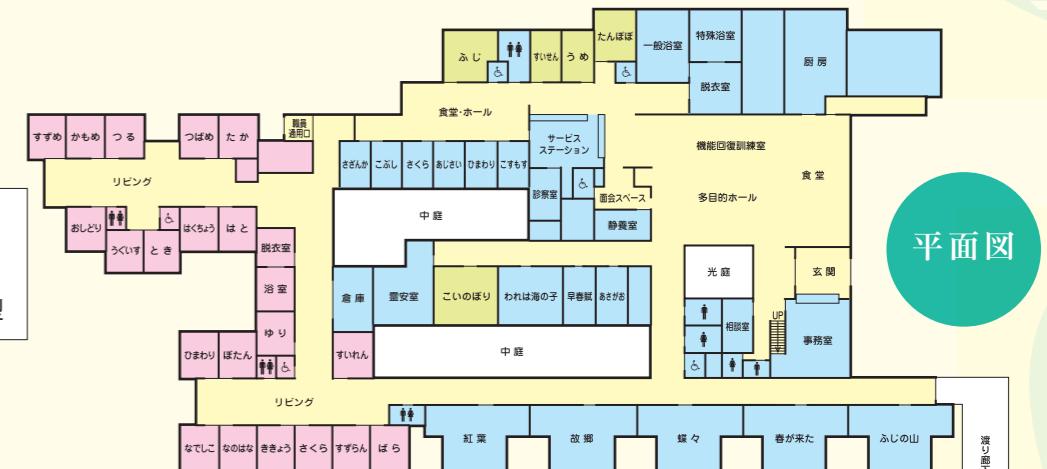 たんぽぽ
一般浴室
特殊浴室
ふじ
すいせん
うめ
厨房
脱衣室
食堂・ホール
職員
通用口
すずめ
かもめ
つる
つばめ
たか
サービス
ステーション
機能回復訓練室
さざんか
こぶし
さくら
あじさい
ひまわり
こすもす
食堂
リビング
診察室
面会スペース
多目的ホール
中庭
静養室
おしどり
はくちょう
はと
うぐいす
とき
脱衣室
平面図
光庭
玄関
浴室
倉庫
霊安室
こいのぼり
われは海の子
早春賦
あさがお
UP
相談室
事務室
ゆり
ひまわり
ぼたん
すいれん
中庭
リビング
紅葉
故郷
蝶々
春が来た
ふじの山
なでしこ
なのはな
ききょう
さくら
すずらん
ばら
渡り廊